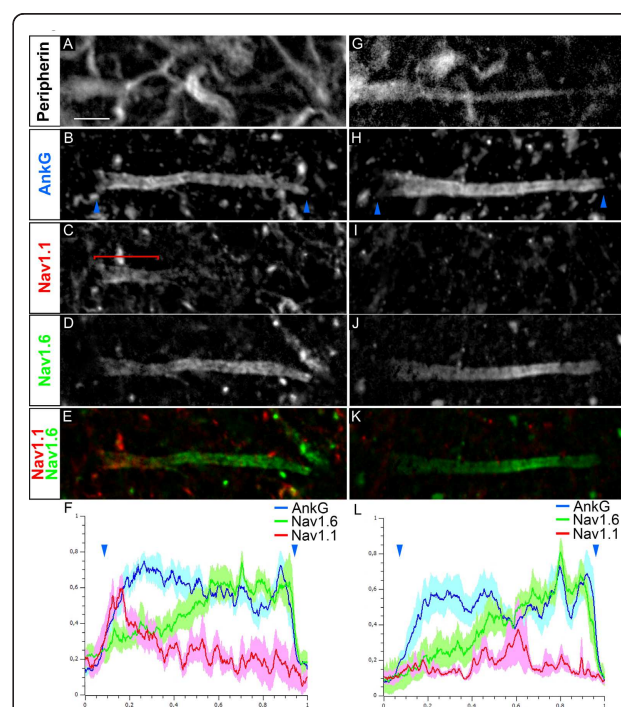 Peripherin
A
G
AnkG
B
H
Nav1.1
C
I
Nav1.6
D
J
Nav1.1
Nav1.6
E
K
F
AnkG
Nav1.6
Nav1.1
1
0,8
0,6
0,4
0,2
0
0 0,2 0,4 0,6 0,8 1
L
AnkG
Nav1.6
Nav1.1
1
0,8
0,6
0,4
0,2
0
0 0,2 0,4 0,6 0,8 1